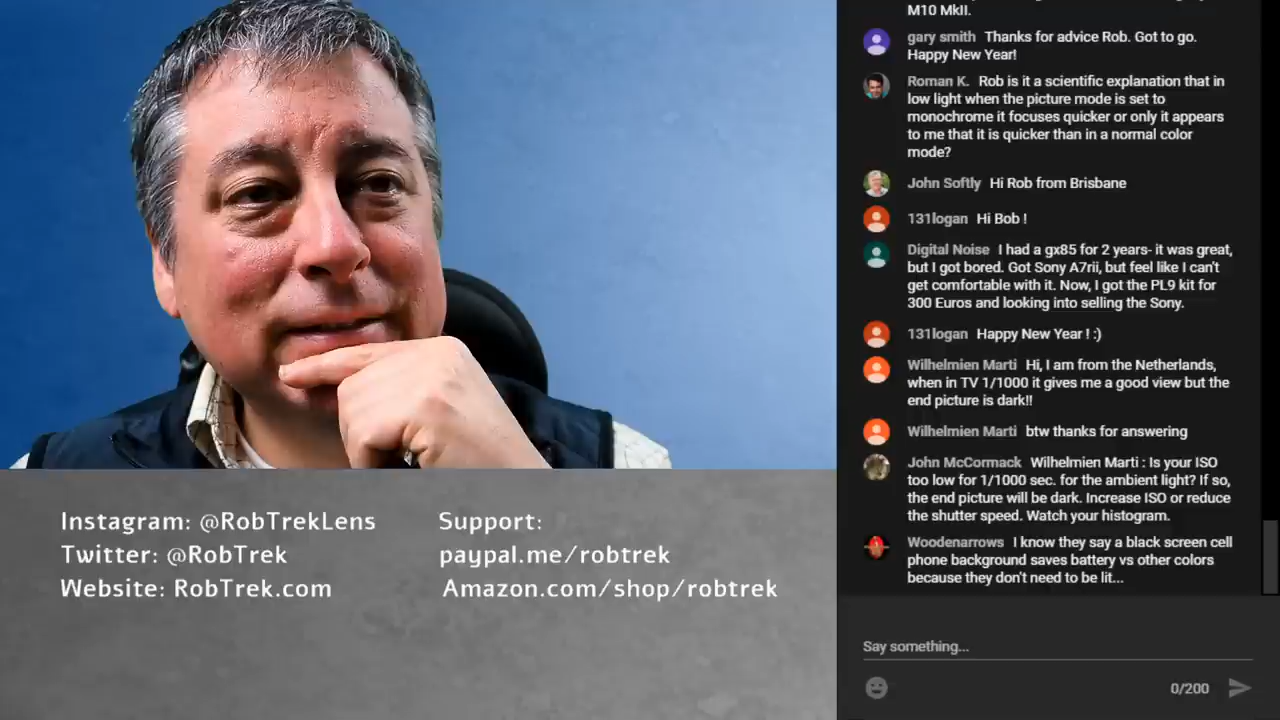 M10 MkII.
gary smith Thanks for advice Rob. Got to go.
Happy New Year!
Roman K. Rob is it a scientific explanation that in
low light when the picture mode is set to
monochrome it focuses quicker or only it appears
to me that it is quicker than in a normal color
mode?
John Softly Hi Rob from Brisbane
131logan Hi Bob !
Digital Noise I had a gx85 for 2 years- it was great,
but I got bored. Got Sony A7rii, but feel like I can't
get comfortable with it. Now, I got the PL9 kit for
300 Euros and looking into selling the Sony.
131logan Happy New Year ! :)
Wilhelmien Marti Hi, I am from the Netherlands,
when in TV 1/1000 it gives me a good view but the
end picture is dark!!
Wilhelmien Marti btw thanks for answering
John McCormack Wilhelmien Marti : Is your ISO
too low for 1/1000 sec. for the ambient light? If so,
the end picture will be dark. Increase ISO or reduce
the shutter speed. Watch your histogram.
Woodenarrows I know they say a black screen cell
phone background saves battery vs other colors
because they don't need to be lit...
Say something...
0/200
Instagram: @RobTrekLens
Twitter: @RobTrek
Website: RobTrek.com
Support:
paypal.me/robtrek
Amazon.com/shop/robtrek